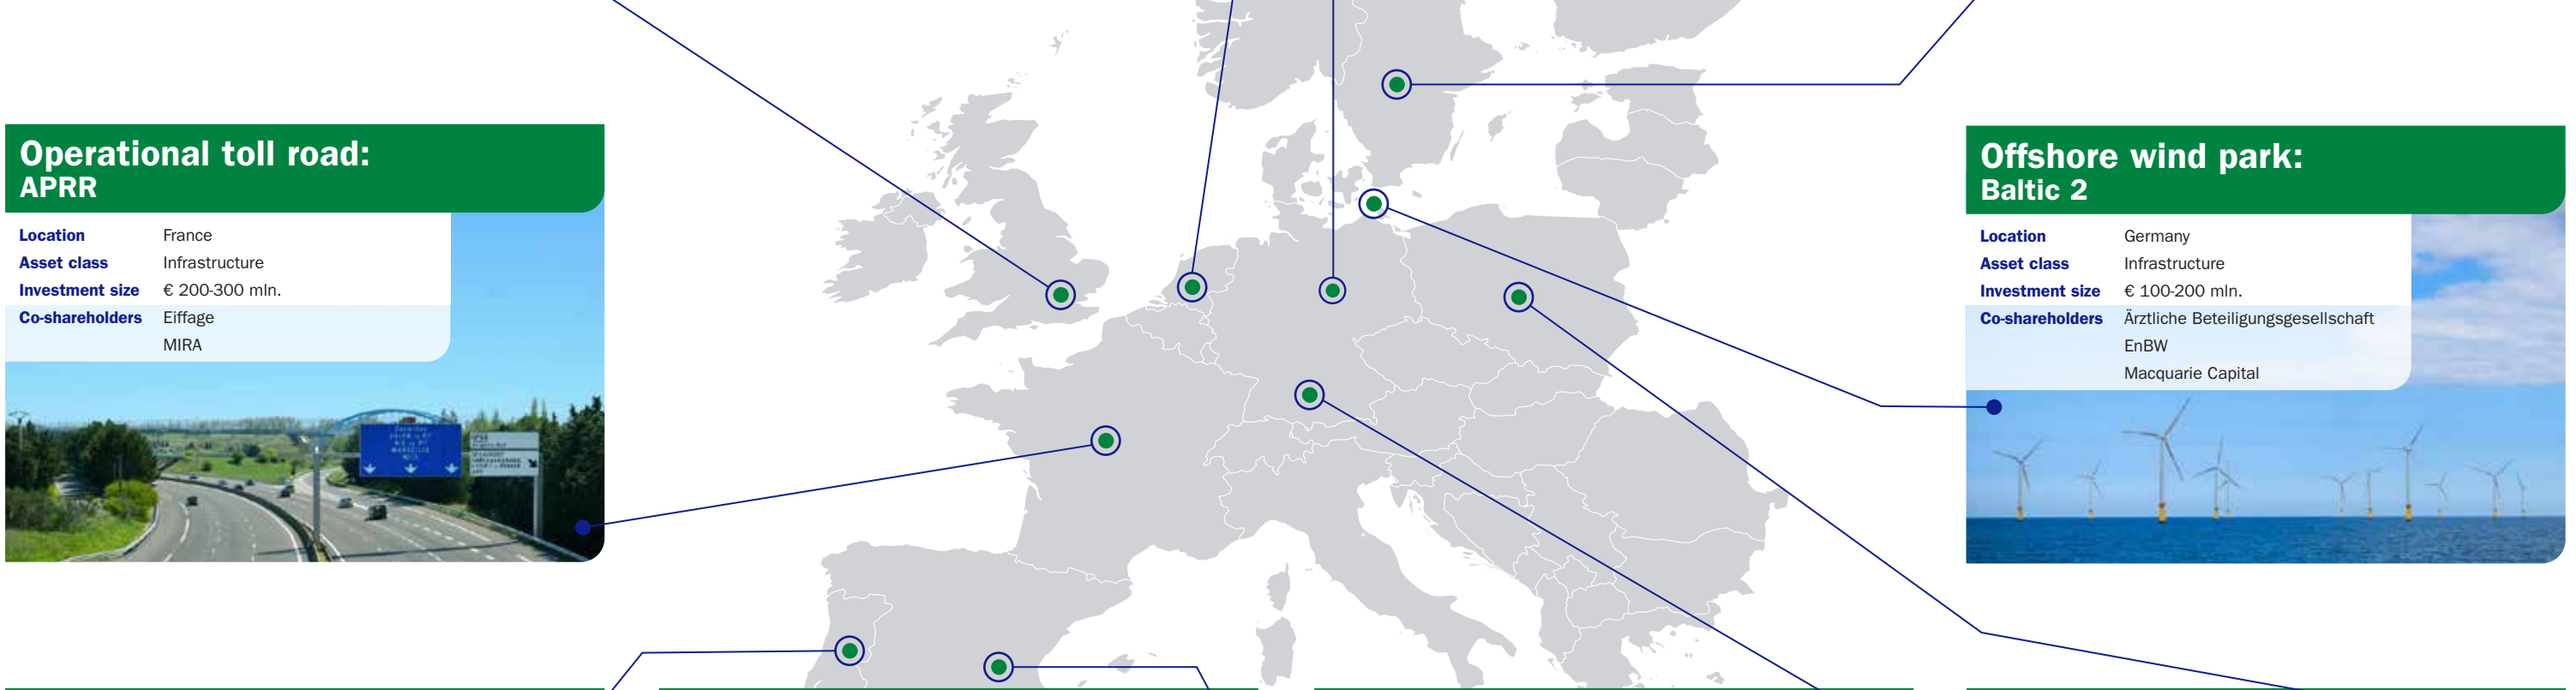 Operational toll road:
APRR
Location France
Asset class Infrastructure
Investment size € 200-300 mln.
Co-shareholders Eiffage
MIRA
Offshore wind park:
Baltic 2
Location Germany
Asset class Infrastructure
Investment size € 100-200 mln.
Co-shareholders Ärztliche Beteiligungsgesellschaft
EnBW
Macquarie Capital